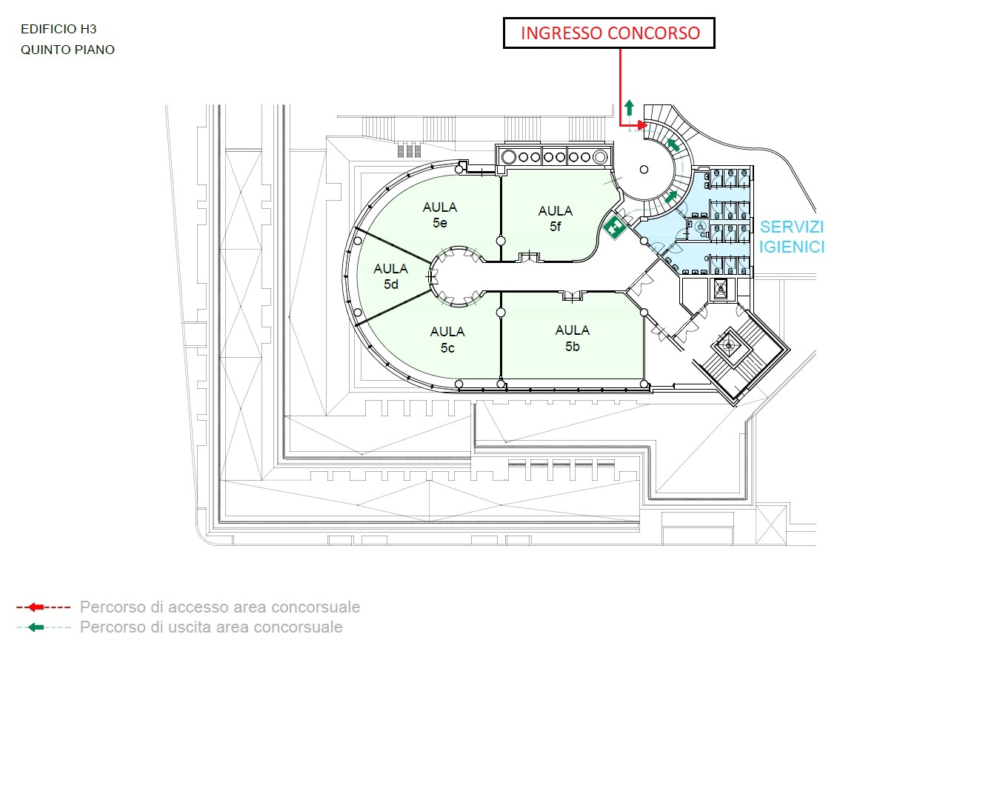 EDIFICIO H3
QUINTO PIANO
INGRESSO CONCORSO
AULA
5e
AULA
5f
AULA
5d
AULA
5c
AULA
5b
SERVIZI
IGIENICI
Percorso di accesso area concorsuale
Percorso di uscita area concorsuale